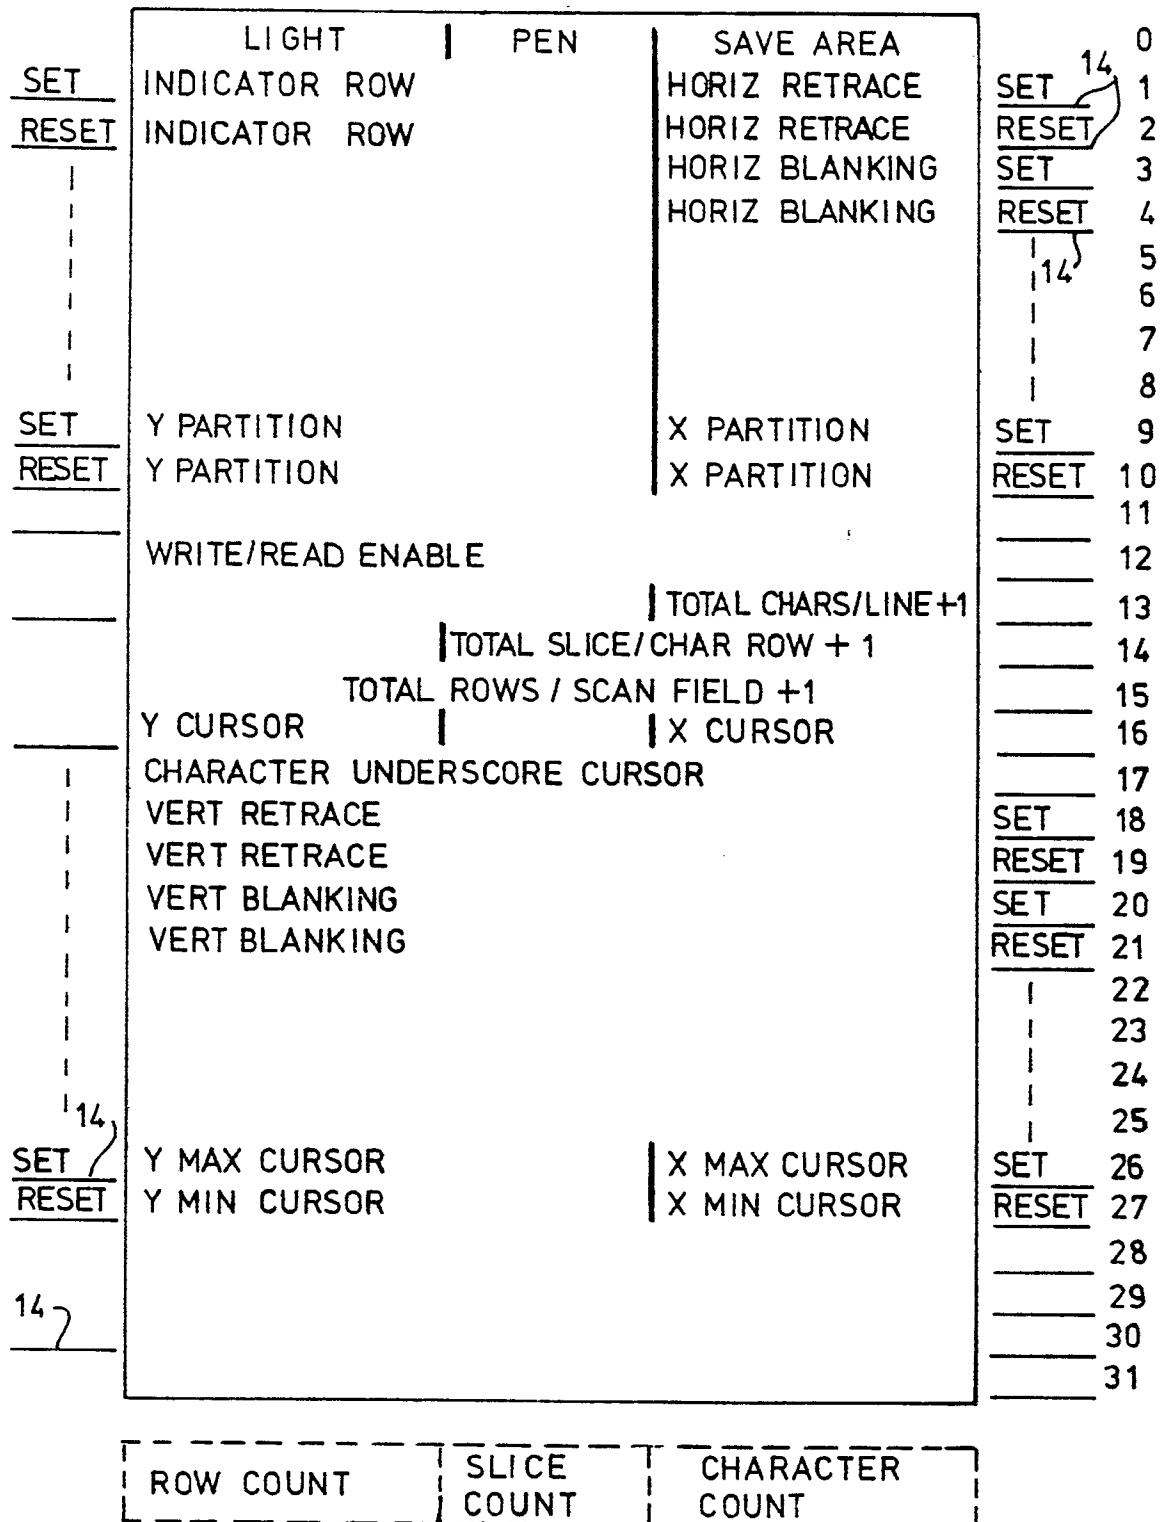 LIGHT PEN SAVE AREA 0
SET INDICATOR ROW HORIZ RETRACE SET 14 1
RESET INDICATOR ROW HORIZ RETRACE RESET 2
HORIZ BLANKING SET 3
HORIZ BLANKING RESET 4
14 5
6
7
8
SET Y PARTITION X PARTITION SET 9
RESET Y PARTITION X PARTITION RESET 10
11
WRITE/READ ENABLE 12
TOTAL CHARS/LINE+1 13
TOTAL SLICE/CHAR ROW + 1 14
TOTAL ROWS / SCAN FIELD +1 15
Y CURSOR X CURSOR 16
CHARACTER UNDERSCORE CURSOR 17
VERT RETRACE SET 18
VERT RETRACE RESET 19
VERT BLANKING SET 20
VERT BLANKING RESET 21
22
23
24
14 25
SET Y MAX CURSOR X MAX CURSOR SET 26
RESET Y MIN CURSOR X MIN CURSOR RESET 27
28
14 29
30
31
ROW COUNT SLICE COUNT CHARACTER COUNT